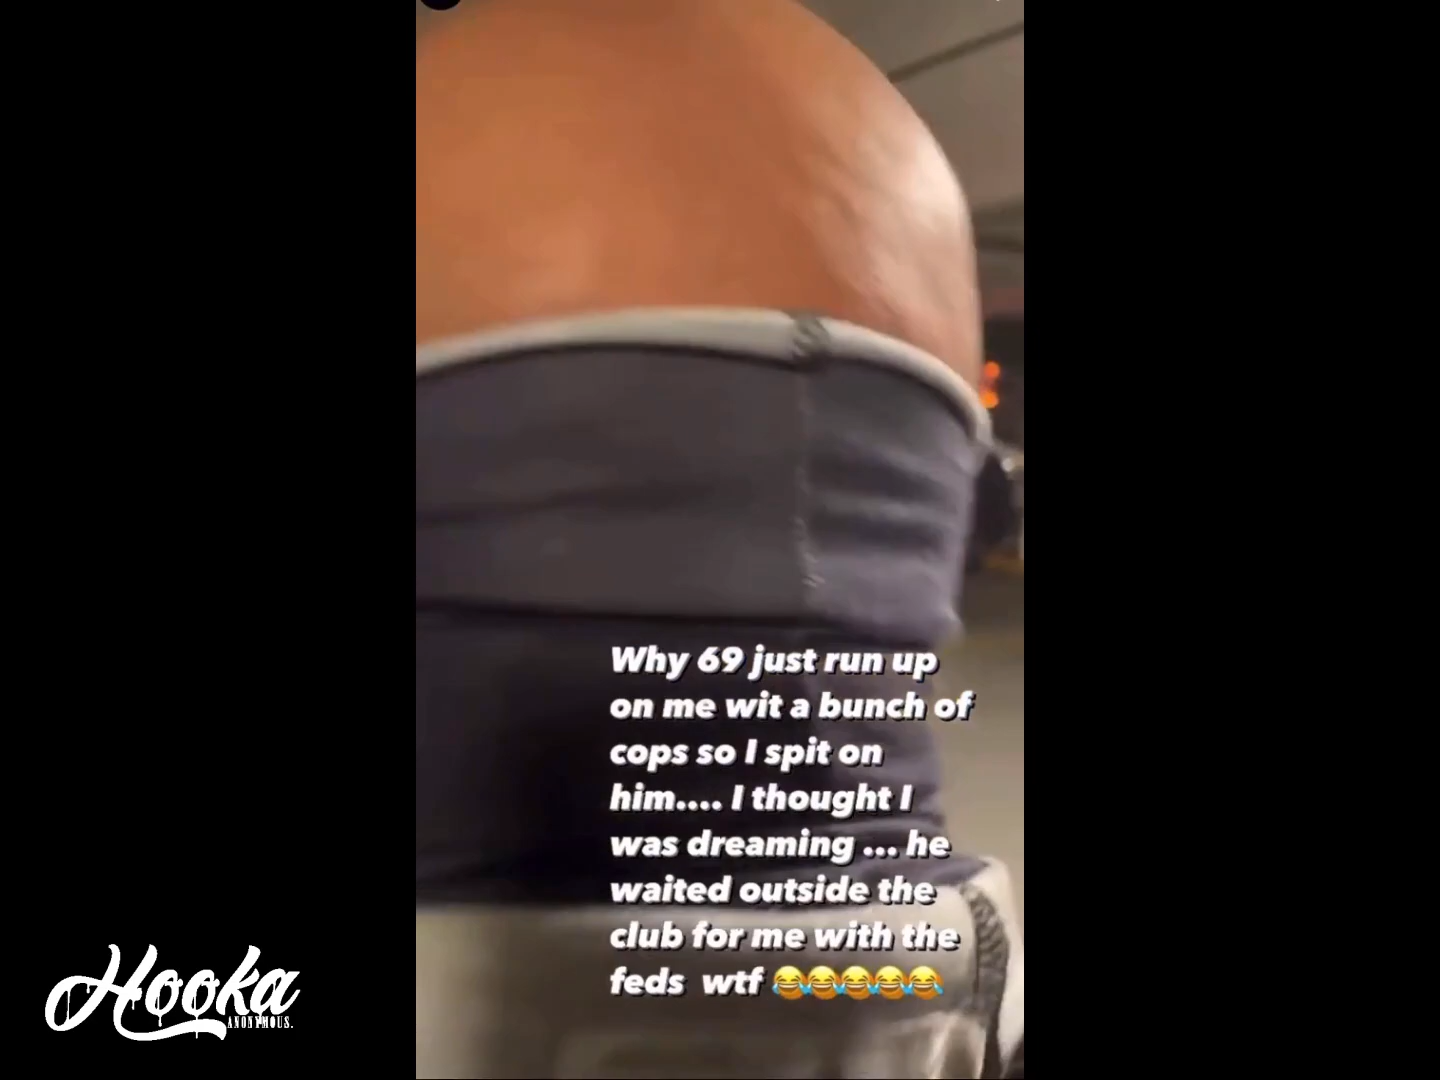 Why 69 just run up
on me wit a bunch of
cops so I spit on
him.... I thought I
was dreaming ... he
waited outside the
club for me with the
feds wtf 😂😂😂😂😂
Hooka
ANONYMOUS.